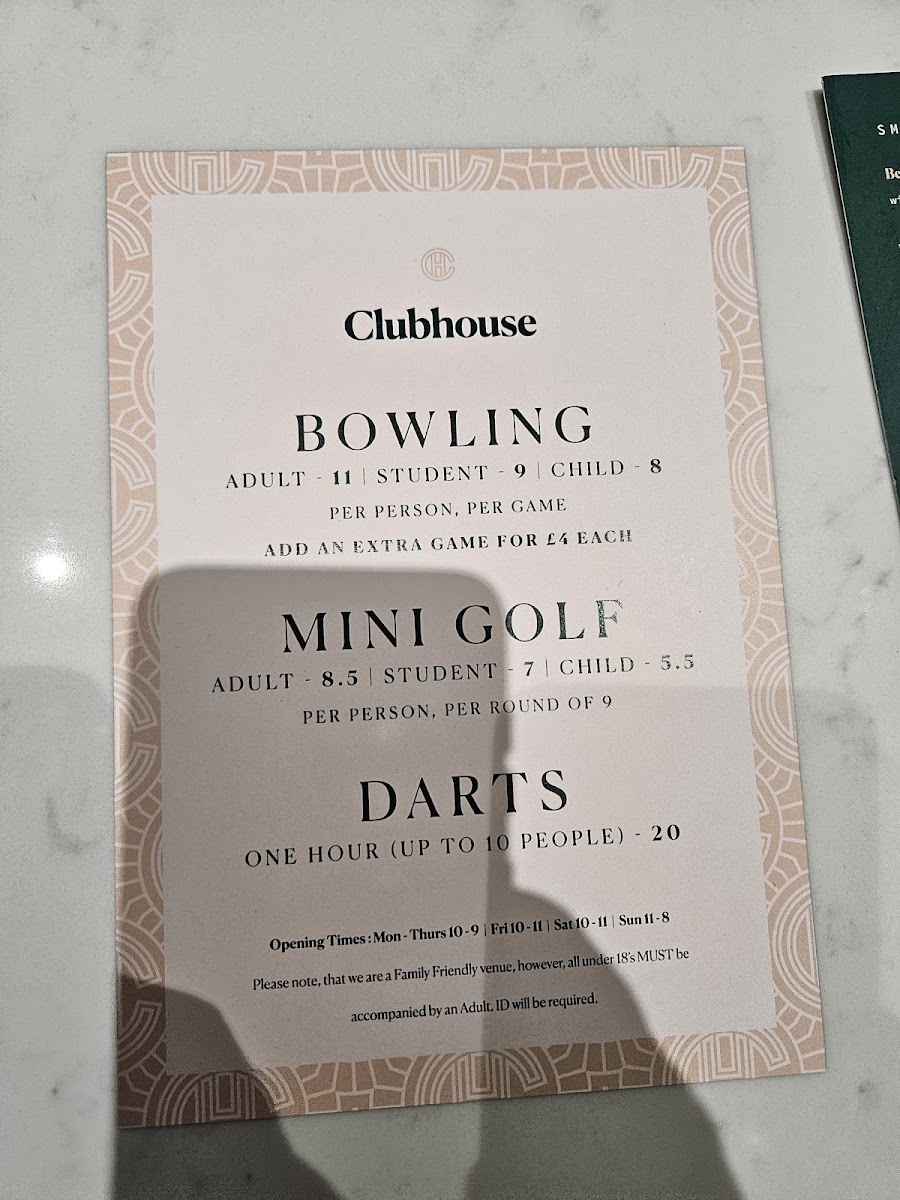 Clubhouse
BOWLING
ADULT - 11 | STUDENT - 9 | CHILD - 8
PER PERSON, PER GAME
ADD AN EXTRA GAME FOR £4 EACH
MINI GOLF
ADULT - 8.5 | STUDENT - 7 | CHILD - 5.5
PER PERSON, PER ROUND OF 9
DARTS
ONE HOUR (UP TO 10 PEOPLE) - 20
Opening Times : Mon - Thurs 10 - 9 | Fri 10 - 11 | Sat 10 - 11 | Sun 11 - 8
Please note, that we are a Family Friendly venue, however, all under 18's MUST be
accompanied by an Adult. ID will be required.